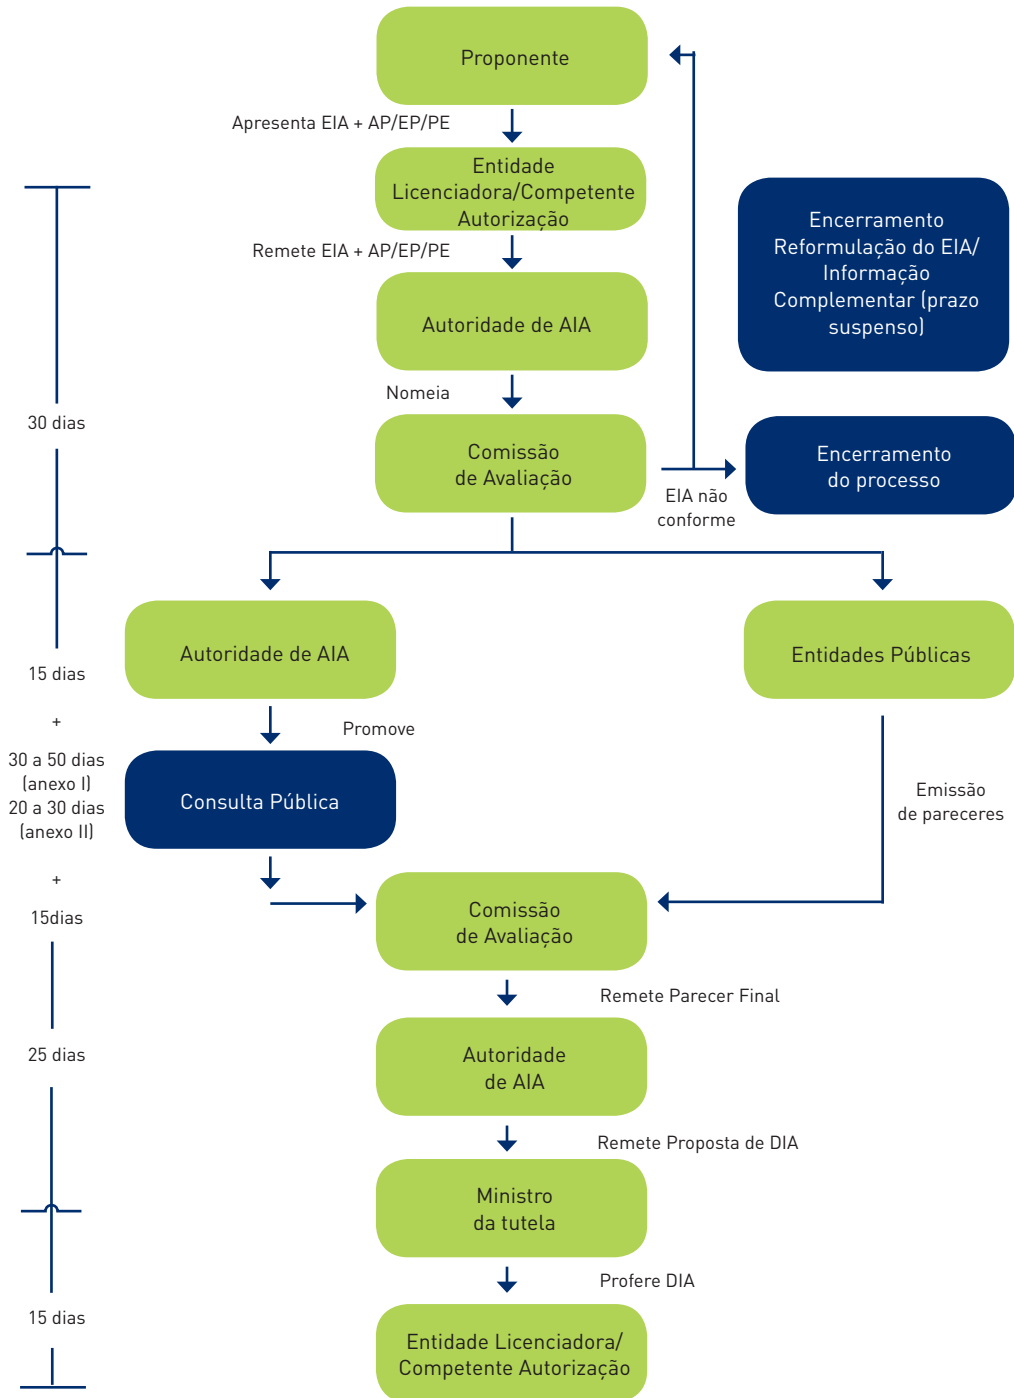 Proponente
Apresenta EIA + AP/EP/PE
Entidade
Licenciadora/Competente
Autorização
Remete EIA + AP/EP/PE
Encerramento
Reformulação do EIA/
Informação
Complementar (prazo
suspenso)
Autoridade de AIA
Nomeia
30 dias
Comissão
de Avaliação
EIA não
conforme
Encerramento
do processo
Autoridade de AIA
Entidades Públicas
15 dias
+
30 a 50 dias
(anexo I)
20 a 30 dias
(anexo II)
+
15dias
Promove
Consulta Pública
Emissão
de pareceres
Comissão
de Avaliação
Remete Parecer Final
25 dias
Autoridade
de AIA
Remete Proposta de DIA
Ministro
da tutela
Profere DIA
15 dias
Entidade Licenciadora/
Competente Autorização